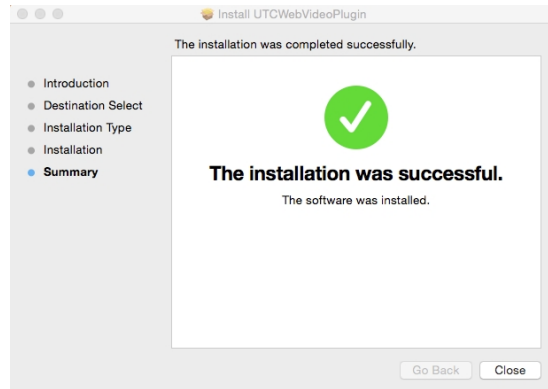 Install UTCWebVideoPlugin
The installation was completed successfully.
Introduction
Destination Select
Installation Type
Installation
Summary
The installation was successful.
The software was installed.
Go Back
Close